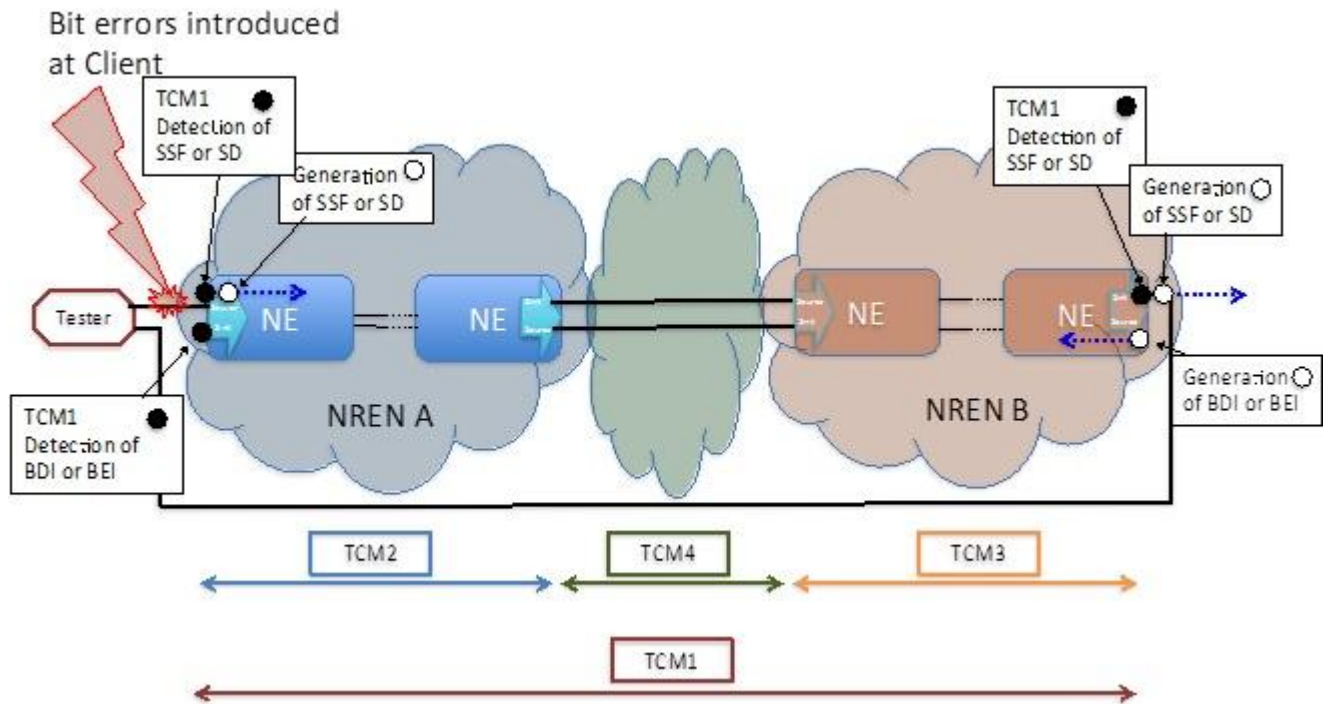 Bit errors introduced
at Client
TCM1
Detection of
SSF or SD
Generation
of SSF or SD
TCM1
Detection of
SSF or SD
Generation
of SSF or SD
Tester
NE
NE
NE
NE
NREN A
NREN B
TCM1
Detection of
BDI or BEI
Generation
of BDI or BEI
TCM2
TCM4
TCM3
TCM1